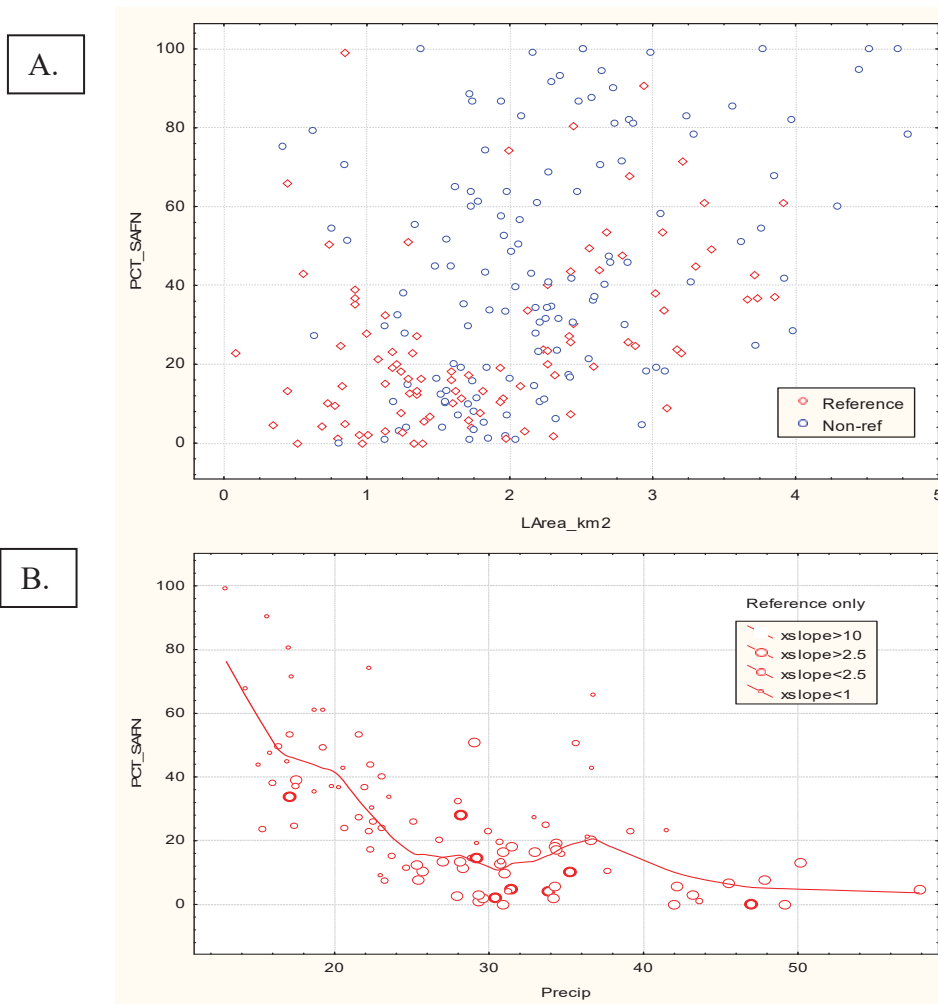 A.
100
80
60
40
20
0
PCT_SAFN
Reference
Non-ref
0 1 2 3 4 5
LArea_km2
B.
100
80
60
40
20
0
PCT_SAFN
Reference only
xslope>10
xslope>2.5
xslope<2.5
xslope<1
20 30 40 50
Precip